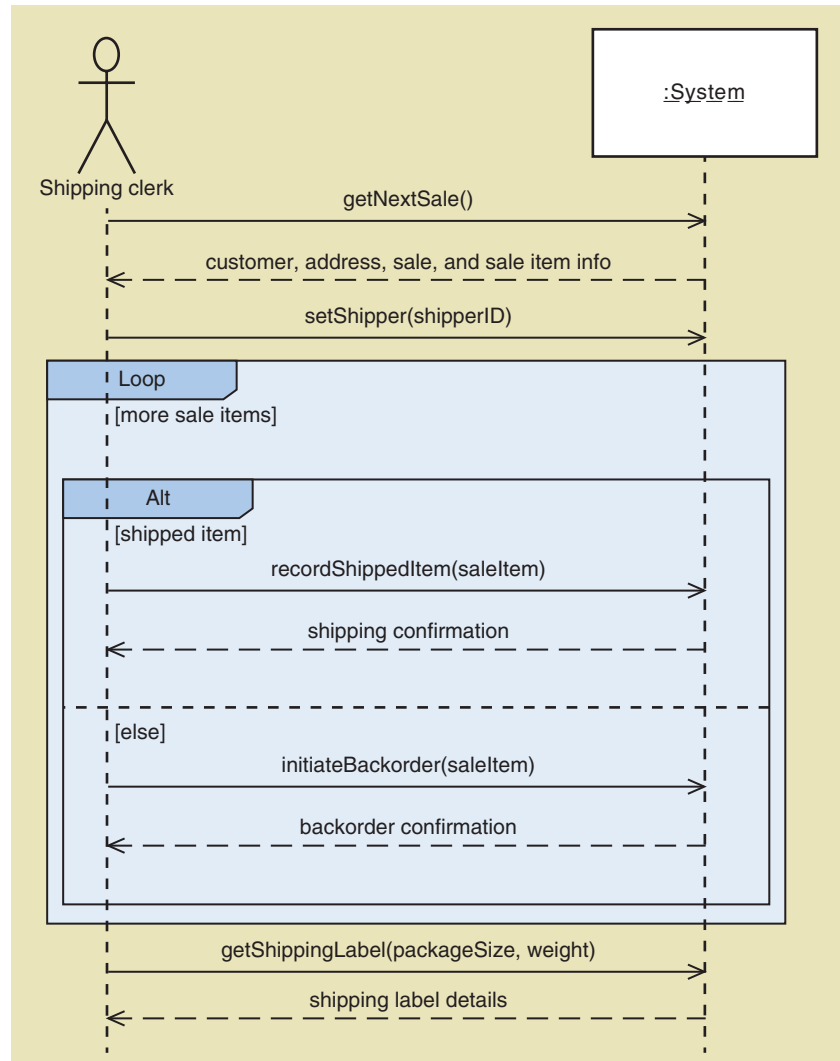 :System
Shipping clerk
getNextSale()
customer, address, sale, and sale item info
setShipper(shipperID)
Loop
[more sale items]
Alt
[shipped item]
recordShippedItem(saleItem)
shipping confirmation
[else]
initiateBackorder(saleItem)
backorder confirmation
getShippingLabel(packageSize, weight)
shipping label details